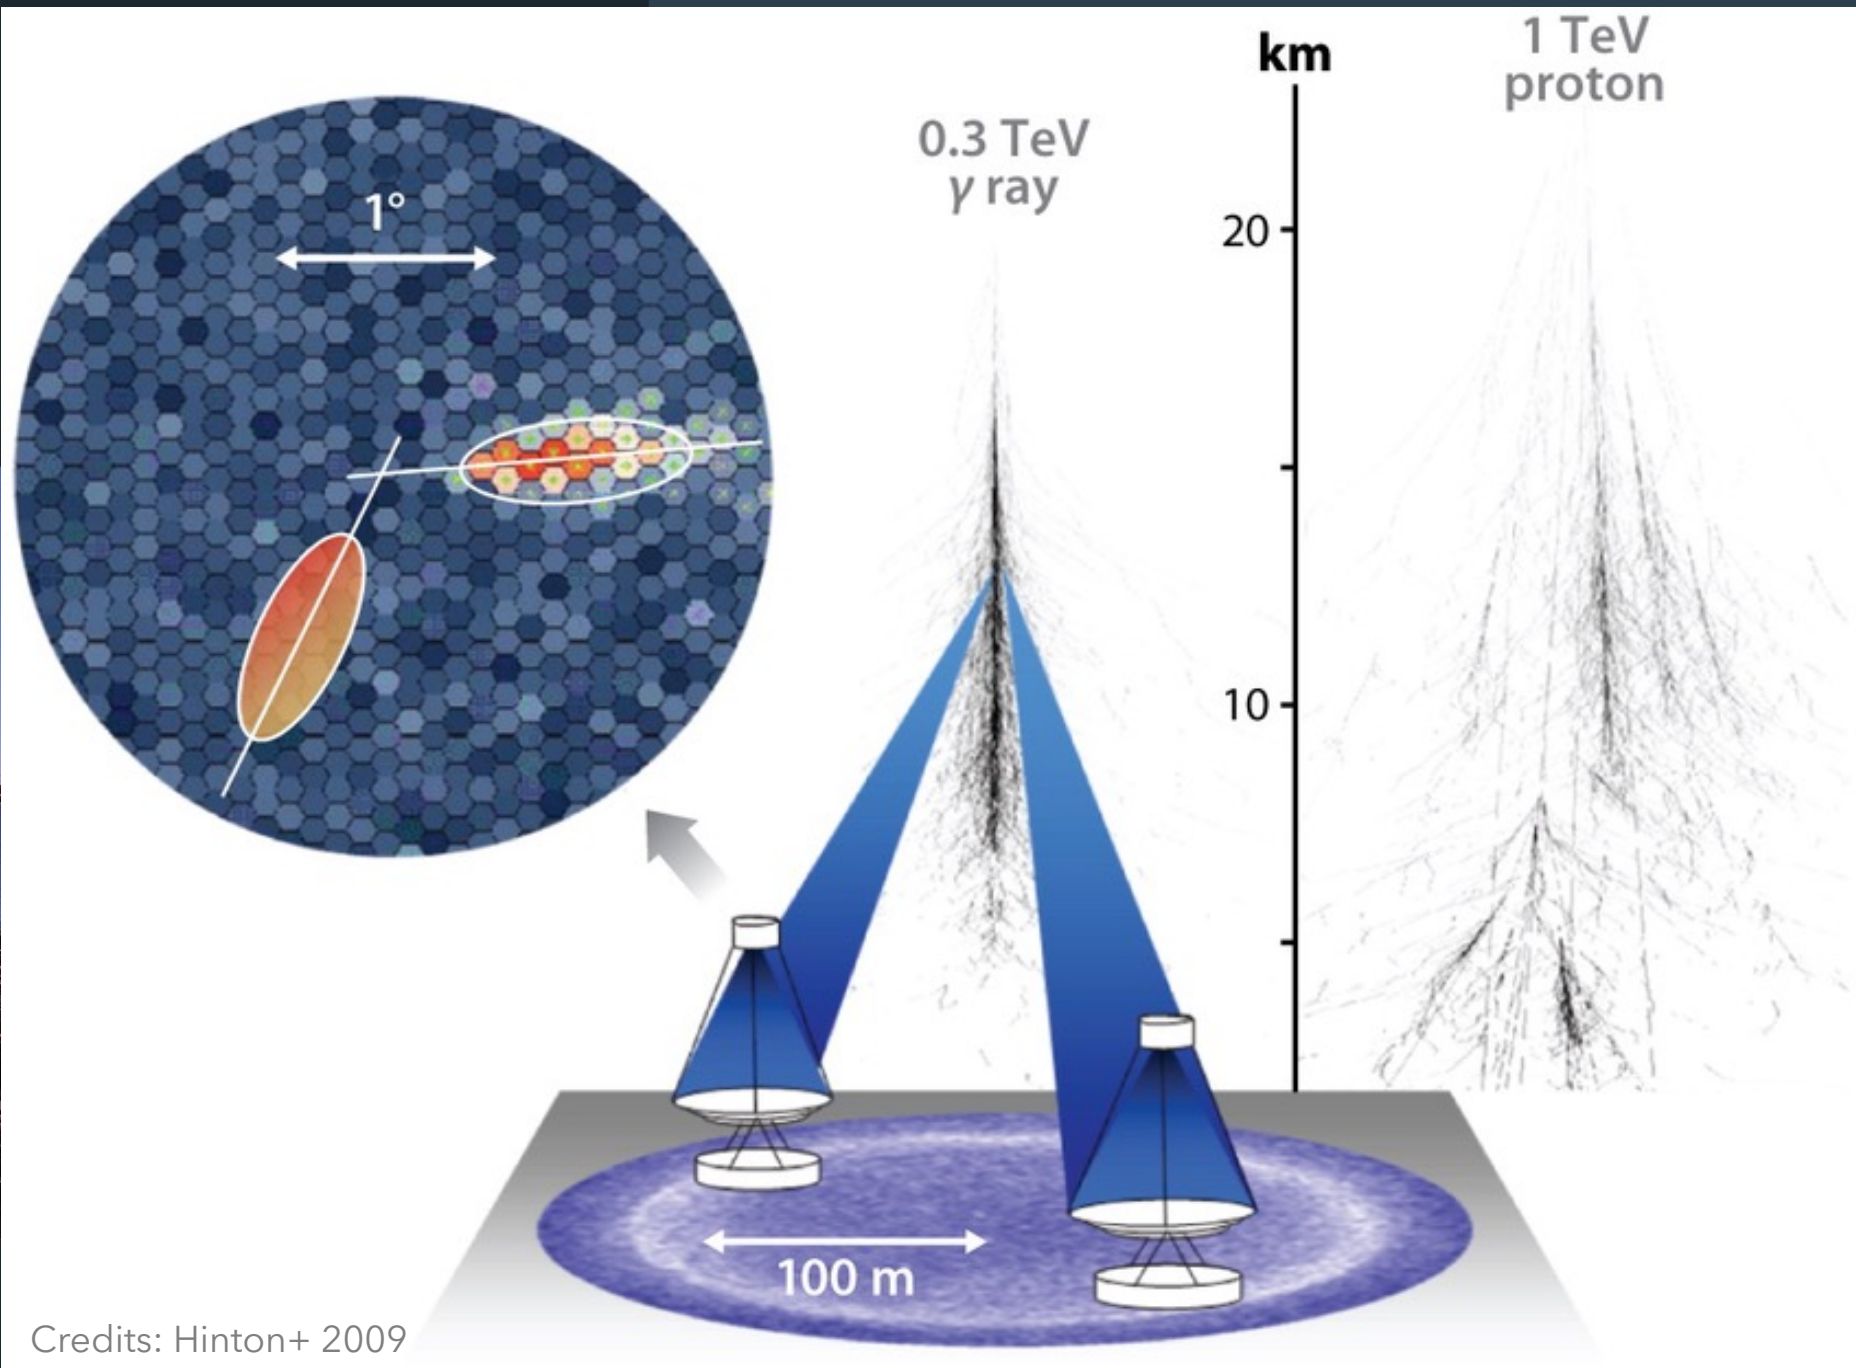 km
1 TeV
proton
0.3 TeV
γ ray
1°
20
10
100 m
Credits: Hinton+ 2009